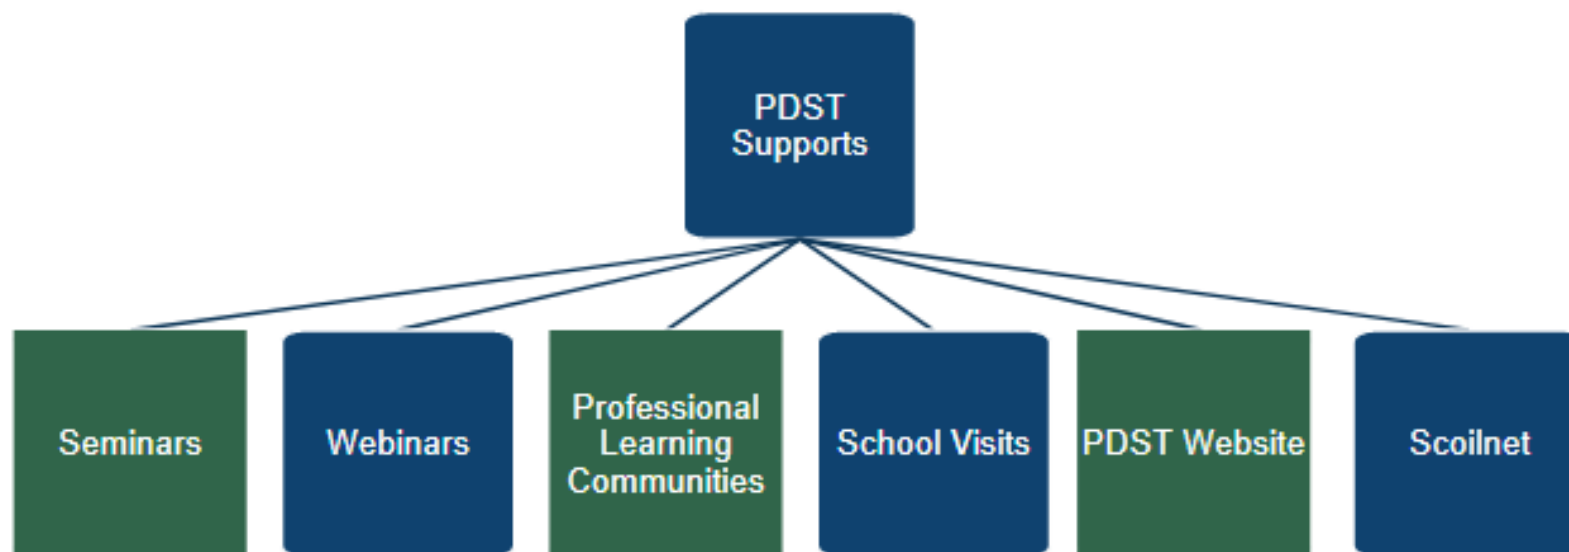 PDST
Supports
Seminars
Webinars
Professional
Learning
Communities
School Visits
PDST Website
Scoilnet